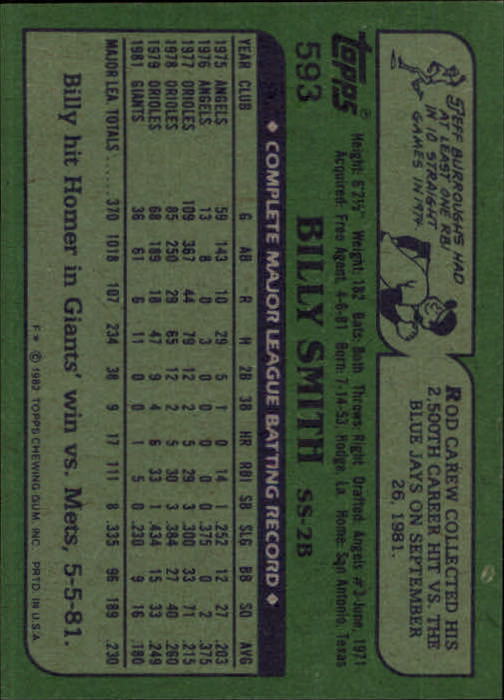 JEFF BURROUGHS HAD
AT LEAST ONE RBI
IN 10 STRAIGHT
GAMES IN 1974.
ROD CAREW COLLECTED HIS
2,500TH CAREER HIT VS. THE
BLUE JAYS ON SEPTEMBER
26, 1981.
topps®
593 BILLY SMITH SS-2B
Height: 6'2½" Weight: 182 Bats: Both Throws: Right Drafted: Angels #3-June, 1971
Acquired: Free Agent, 4-6-81 Born: 7-14-53, Hodge, La. Home: San Antonio, Texas
◆ COMPLETE MAJOR LEAGUE BATTING RECORD ◆
YEAR CLUB G AB R H 2B 3B HR RBI SB SLG BB SO AVG
1975 ANGELS 59 143 10 29 5 1 0 14 1 .252 12 27 .203
1976 ANGELS 13 8 0 3 0 0 0 0 0 .375 0 2 .375
1977 ORIOLES 109 367 44 79 12 2 5 29 3 .300 33 71 .215
1978 ORIOLES 85 250 29 65 12 2 5 30 3 .384 27 40 .260
1979 ORIOLES 68 189 18 47 9 4 6 33 1 .434 15 33 .249
1981 GIANTS 36 61 6 11 0 0 1 5 0 .230 9 16 .180
MAJOR LEA. TOTALS 370 1018 107 234 38 9 17 111 8 .335 96 189 .230
Billy hit Homer in Giants' win vs. Mets, 5-5-81.
F* © 1982 TOPPS CHEWING GUM, INC. PRTD. IN U.S.A.